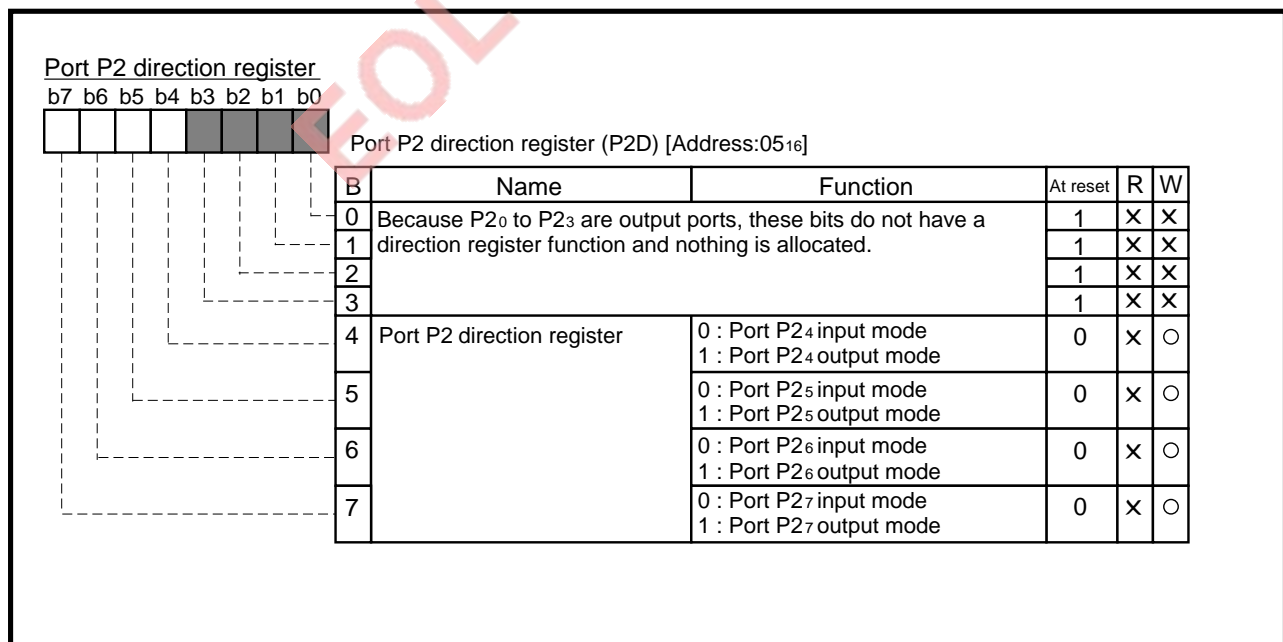 EOL
Port P2 direction register
b7 b6 b5 b4 b3 b2 b1 b0
Port P2 direction register (P2D) [Address:0516]
B Name Function At reset R W
0 Because P20 to P23 are output ports, these bits do not have a 1 X X
1 direction register function and nothing is allocated. 1 X X
2 1 X X
3 1 X X
4 Port P2 direction register 0 : Port P24 input mode 0 X O
1 : Port P24 output mode
5 0 : Port P25 input mode 0 X O
1 : Port P25 output mode
6 0 : Port P26 input mode 0 X O
1 : Port P26 output mode
7 0 : Port P27 input mode 0 X O
1 : Port P27 output mode